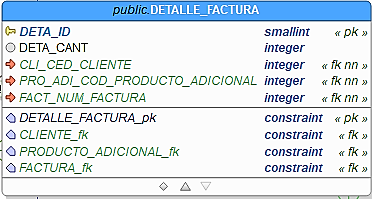 public DETALLE_FACTURA
DETA_ID smallint « pk »
DETA_CANT integer
CLI_CED_CLIENTE integer « fk nn »
PRO_ADI_COD_PRODUCTO_ADICIONAL integer « fk nn »
FACT_NUM_FACTURA integer « fk nn »
DETALLE_FACTURA_pk constraint « pk »
CLIENTE_fk constraint « fk »
PRODUCTO_ADICIONAL_fk constraint « fk »
FACTURA_fk constraint « fk »